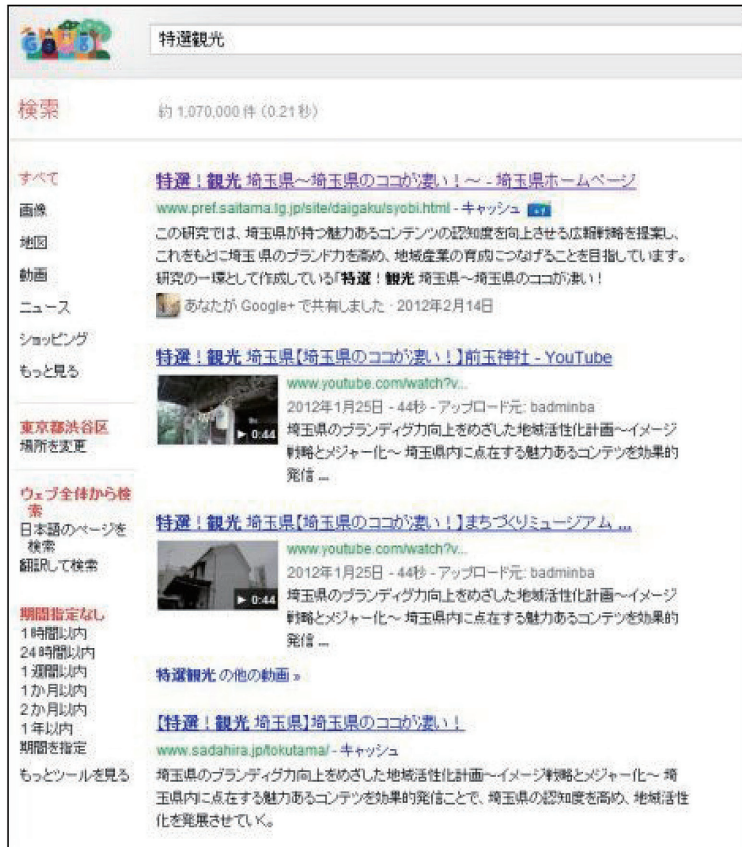 特選観光
検索
約 1,070,000 件 (0.21 秒)
すべて
画像
地図
動画
ニュース
ショッピング
もっと見る
東京都渋谷区
場所を変更
ウェブ全体から検
索
日本語のページを
検索
翻訳して検索
期間指定なし
1 時間以内
24 時間以内
1 週間以内
1 か月以内
2 か月以内
1 年以内
期間を指定
もっとツールを見る
特選！観光 埼玉県～埼玉県のココが凄い！～ - 埼玉県ホームページ
www.pref.saitama.lg.jp/site/daigaku/syobi.html - キャッシュ +1
この研究では、埼玉県が持つ魅力あるコンテンツの認知度を向上させる広報戦略を提案し、
これをもとに埼玉 県のブランド力を高め、地域産業の育成につなげることを目指しています。
研究の一環として作成している「特選！観光 埼玉県～埼玉県のココが凄い！
あなたが Google+ で共有しました - 2012年2月14日
特選！観光 埼玉県【埼玉県のココが凄い！】前玉神社 - YouTube
www.youtube.com/watch?v...
2012年1月25日 - 44秒 - アップロード元: badminba
0:44
埼玉県のブランディグ力向上をめざした地域活性化計画～イメージ
戦略とメジャー化～ 埼玉県内に点在する魅力あるコンテンツを効果的
発信 ...
特選！観光 埼玉県【埼玉県のココが凄い！】まちづくりミュージアム ...
www.youtube.com/watch?v...
2012年1月25日 - 44秒 - アップロード元: badminba
0:44
埼玉県のブランディグ力向上をめざした地域活性化計画～イメージ
戦略とメジャー化～ 埼玉県内に点在する魅力あるコンテンツを効果的
発信 ...
特選観光 の他の動画 »
【特選！観光 埼玉県】埼玉県のココが凄い！
www.sadahira.jp/tokutama/ - キャッシュ
埼玉県のブランディグ力向上をめざした地域活性化計画～イメージ戦略とメジャー化～ 埼
玉県内に点在する魅力あるコンテンツを効果的発信ことで、埼玉県の認知度を高め、地域活性
化を発展させていく。